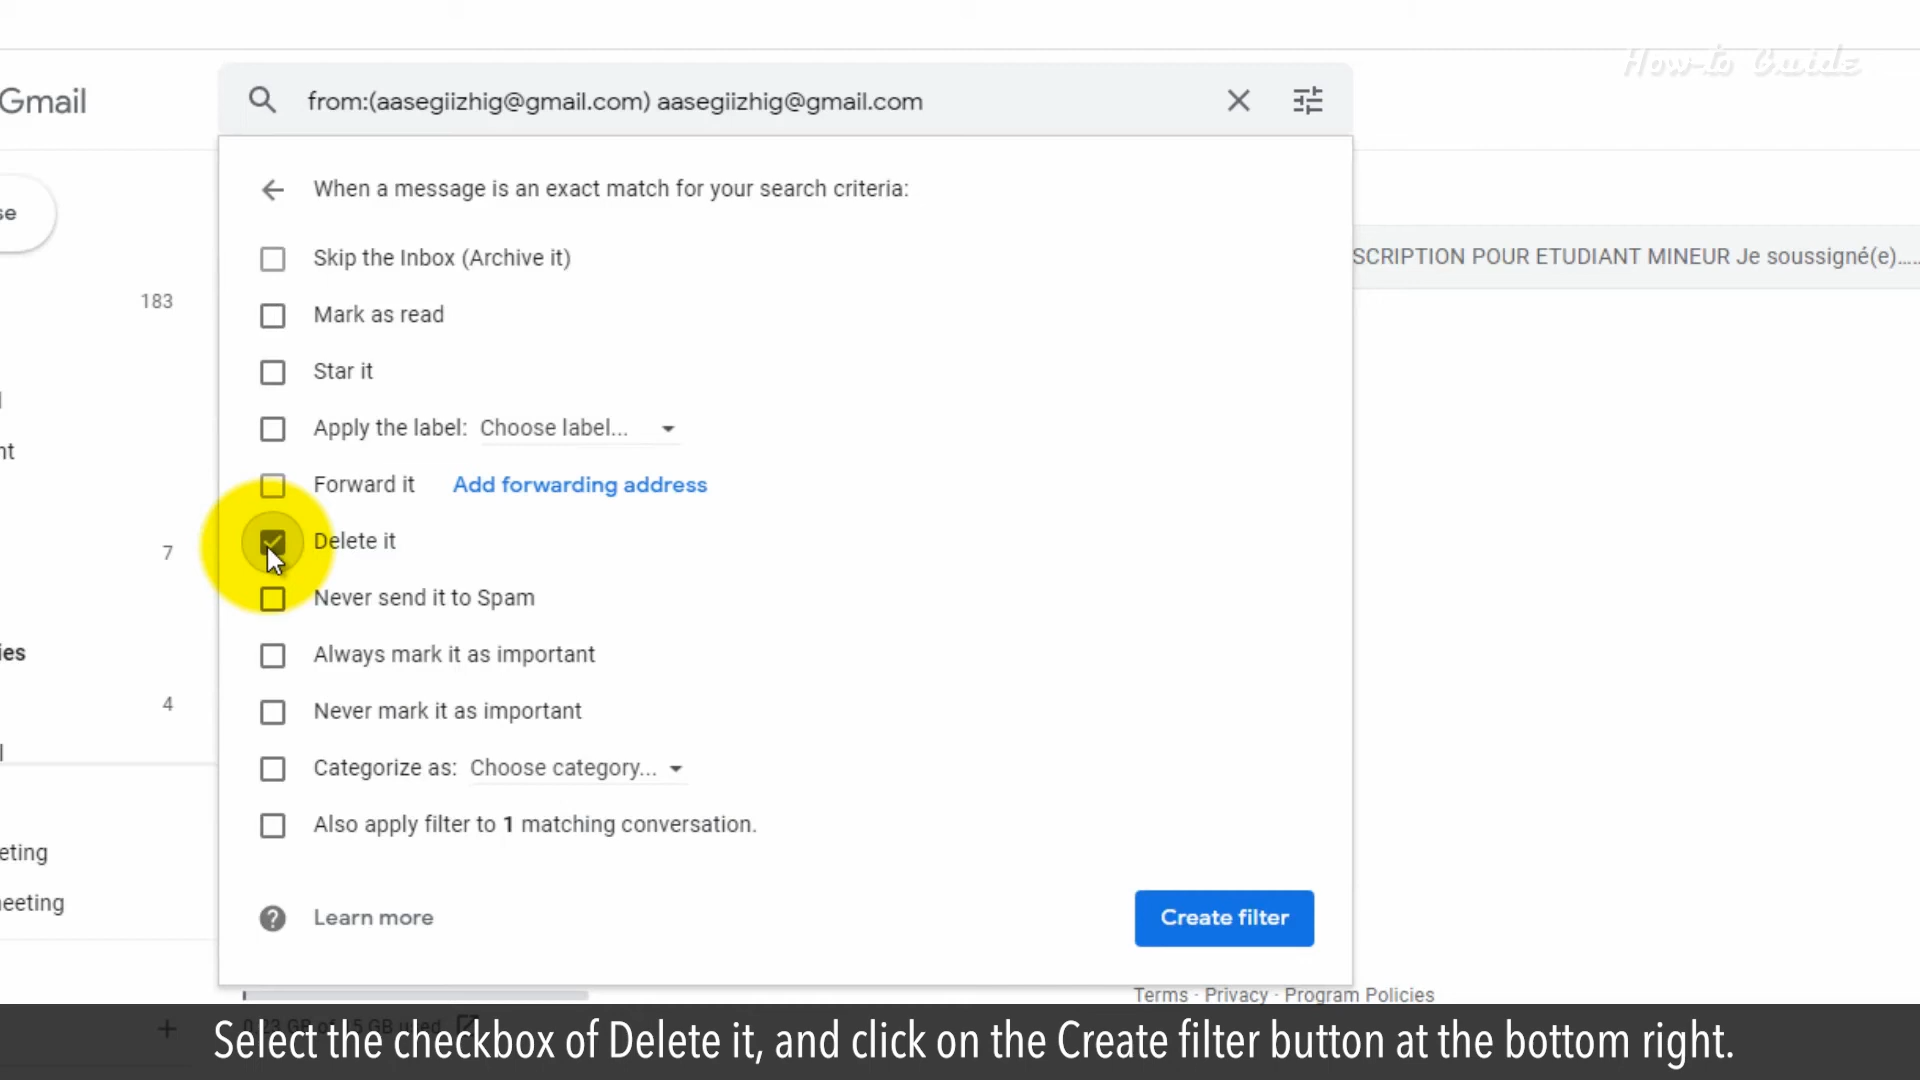 How-to Guide
Gmail
from:(aasegiizhig@gmail.com) aasegiizhig@gmail.com
When a message is an exact match for your search criteria:
se
Skip the Inbox (Archive it)
SCRIPTION POUR ETUDIANT MINEUR Je soussigné(e).....
183
Mark as read
Star it
Apply the label: Choose label...
nt
Forward it Add forwarding address
7
Delete it
Never send it to Spam
ies
Always mark it as important
4
Never mark it as important
Categorize as: Choose category...
Also apply filter to 1 matching conversation.
eting
eeting
Learn more
Create filter
Terms · Privacy · Program Policies
Select the checkbox of Delete it, and click on the Create filter button at the bottom right.